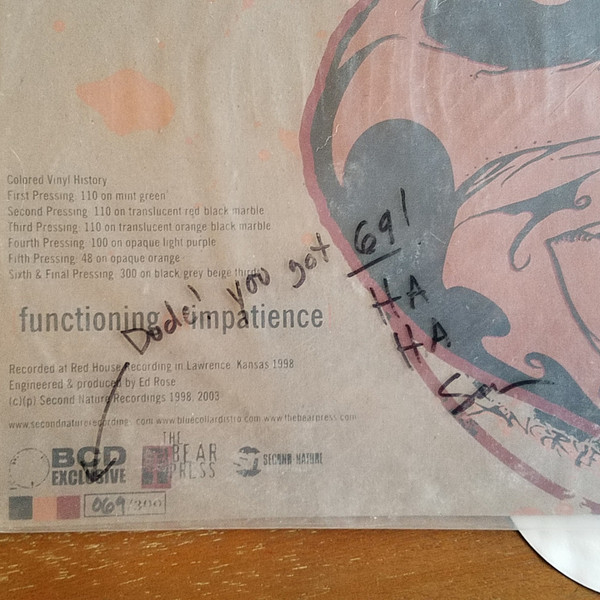 Colored Vinyl History
First Pressing: 110 on mint green
Second Pressing: 110 on translucent red black marble
Third Pressing: 110 on translucent orange black marble
Fourth Pressing: 100 on opaque light purple
Fifth Pressing: 48 on opaque orange
Sixth & Final Pressing: 300 on black grey beige thirds
Dude! you got 69!
HA
HA
functioning impatience
Recorded at Red House Recording in Lawrence, Kansas 1998
Engineered & produced by Ed Rose
(c)(p) Second Nature Recordings 1998, 2003
www.bluecollardistro.com www.thebearpress.com
BCD
EXCLUSIVE
THE
BEAR
PRESS
SECOND NATURE
069/300